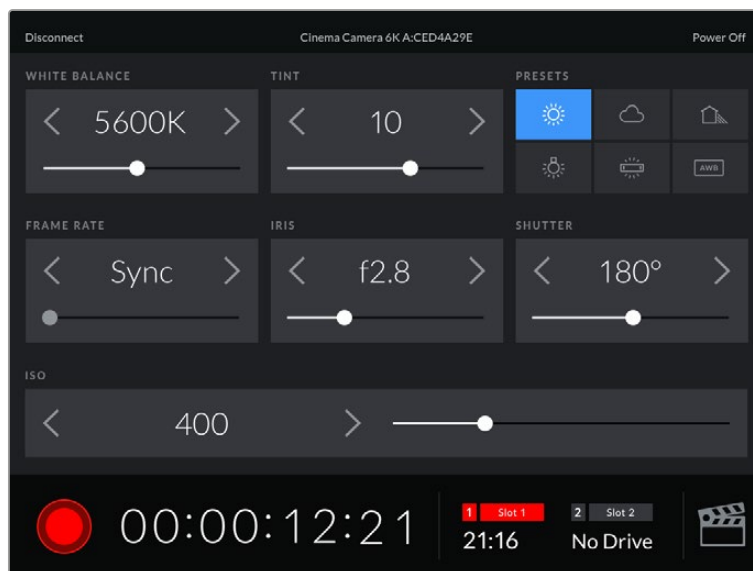 Disconnect
Cinema Camera 6K A:CED4A29E
Power Off
WHITE BALANCE
TINT
PRESETS
5600K
10
AWB
FRAME RATE
IRIS
SHUTTER
Sync
f2.8
180°
ISO
400
00:00:12:21
1 Slot 1
21:16
2 Slot 2
No Drive